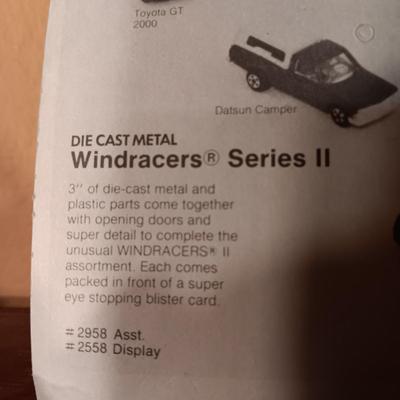 Toyota GT
2000
Datsun Camper
DIE CAST METAL
Windracers® Series II
3" of die-cast metal and
plastic parts come together
with opening doors and
super detail to complete the
unusual WINDRACERS® II
assortment. Each comes
packed in front of a super
eye stopping blister card.
#2958 Asst.
#2558 Display